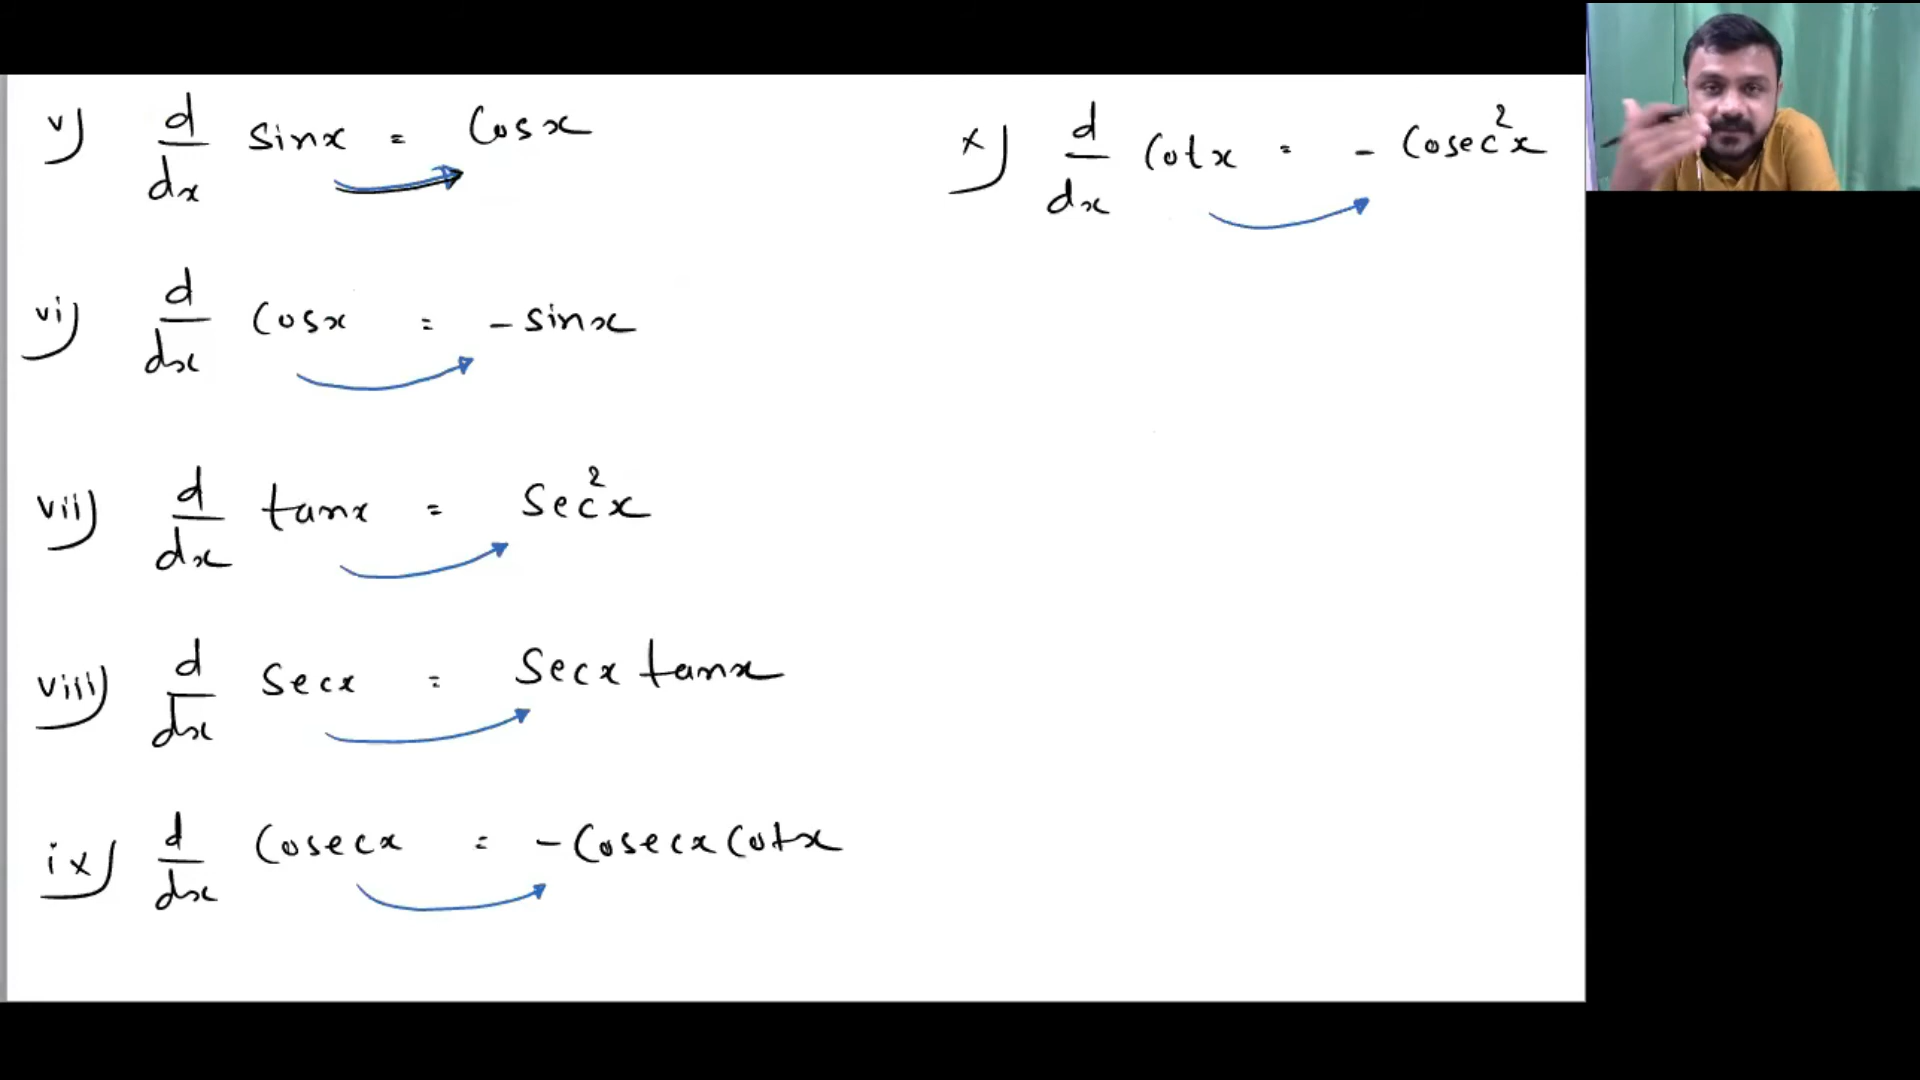 v) d/dx sinx = Cosx
vi) d/dx Cosx = -sinx
vii) d/dx tanx = Sec²x
viii) d/dx Secx = Secx tanx
ix) d/dx Cosecx = -Cosecx Cotx
x) d/dx Cotx = - Cosec²x